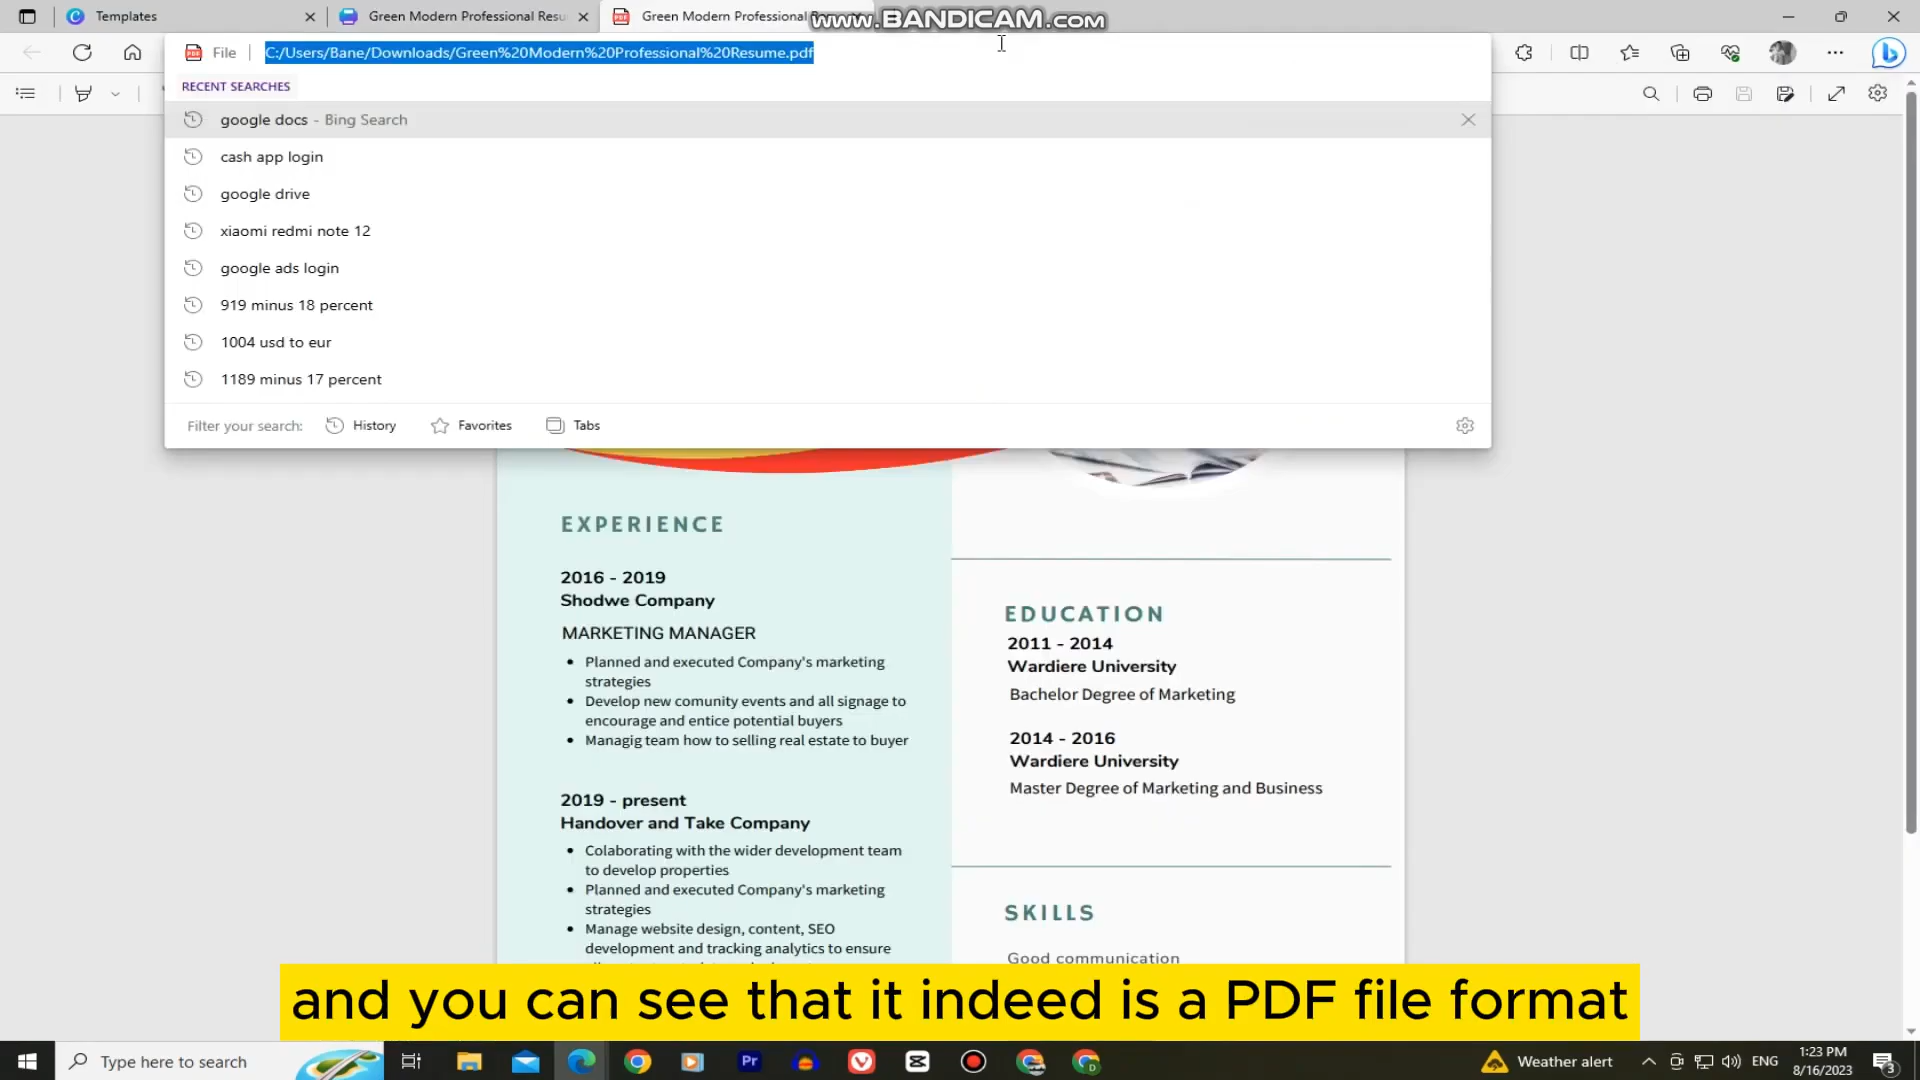 Templates
Green Modern Professional Resu
Green Modern Professional
www.BANDICAM.com
File
C:/Users/Bane/Downloads/Green%20Modern%20Professional%20Resume.pdf
RECENT SEARCHES
google docs - Bing Search
cash app login
google drive
xiaomi redmi note 12
google ads login
919 minus 18 percent
1004 usd to eur
1189 minus 17 percent
Filter your search:
History
Favorites
Tabs
EXPERIENCE
2016 - 2019
Shodwe Company
MARKETING MANAGER
• Planned and executed Company's marketing
strategies
• Develop new comunity events and all signage to
encourage and entice potential buyers
• Managig team how to selling real estate to buyer
2019 - present
Handover and Take Company
• Colaborating with the wider development team
to develop properties
• Planned and executed Company's marketing
strategies
• Manage website design, content, SEO
development and tracking analytics to ensure
EDUCATION
2011 - 2014
Wardiere University
Bachelor Degree of Marketing
2014 - 2016
Wardiere University
Master Degree of Marketing and Business
SKILLS
Good communication
and you can see that it indeed is a PDF file format
Type here to search
Pr
Weather alert
ENG
1:23 PM
8/16/2023
3